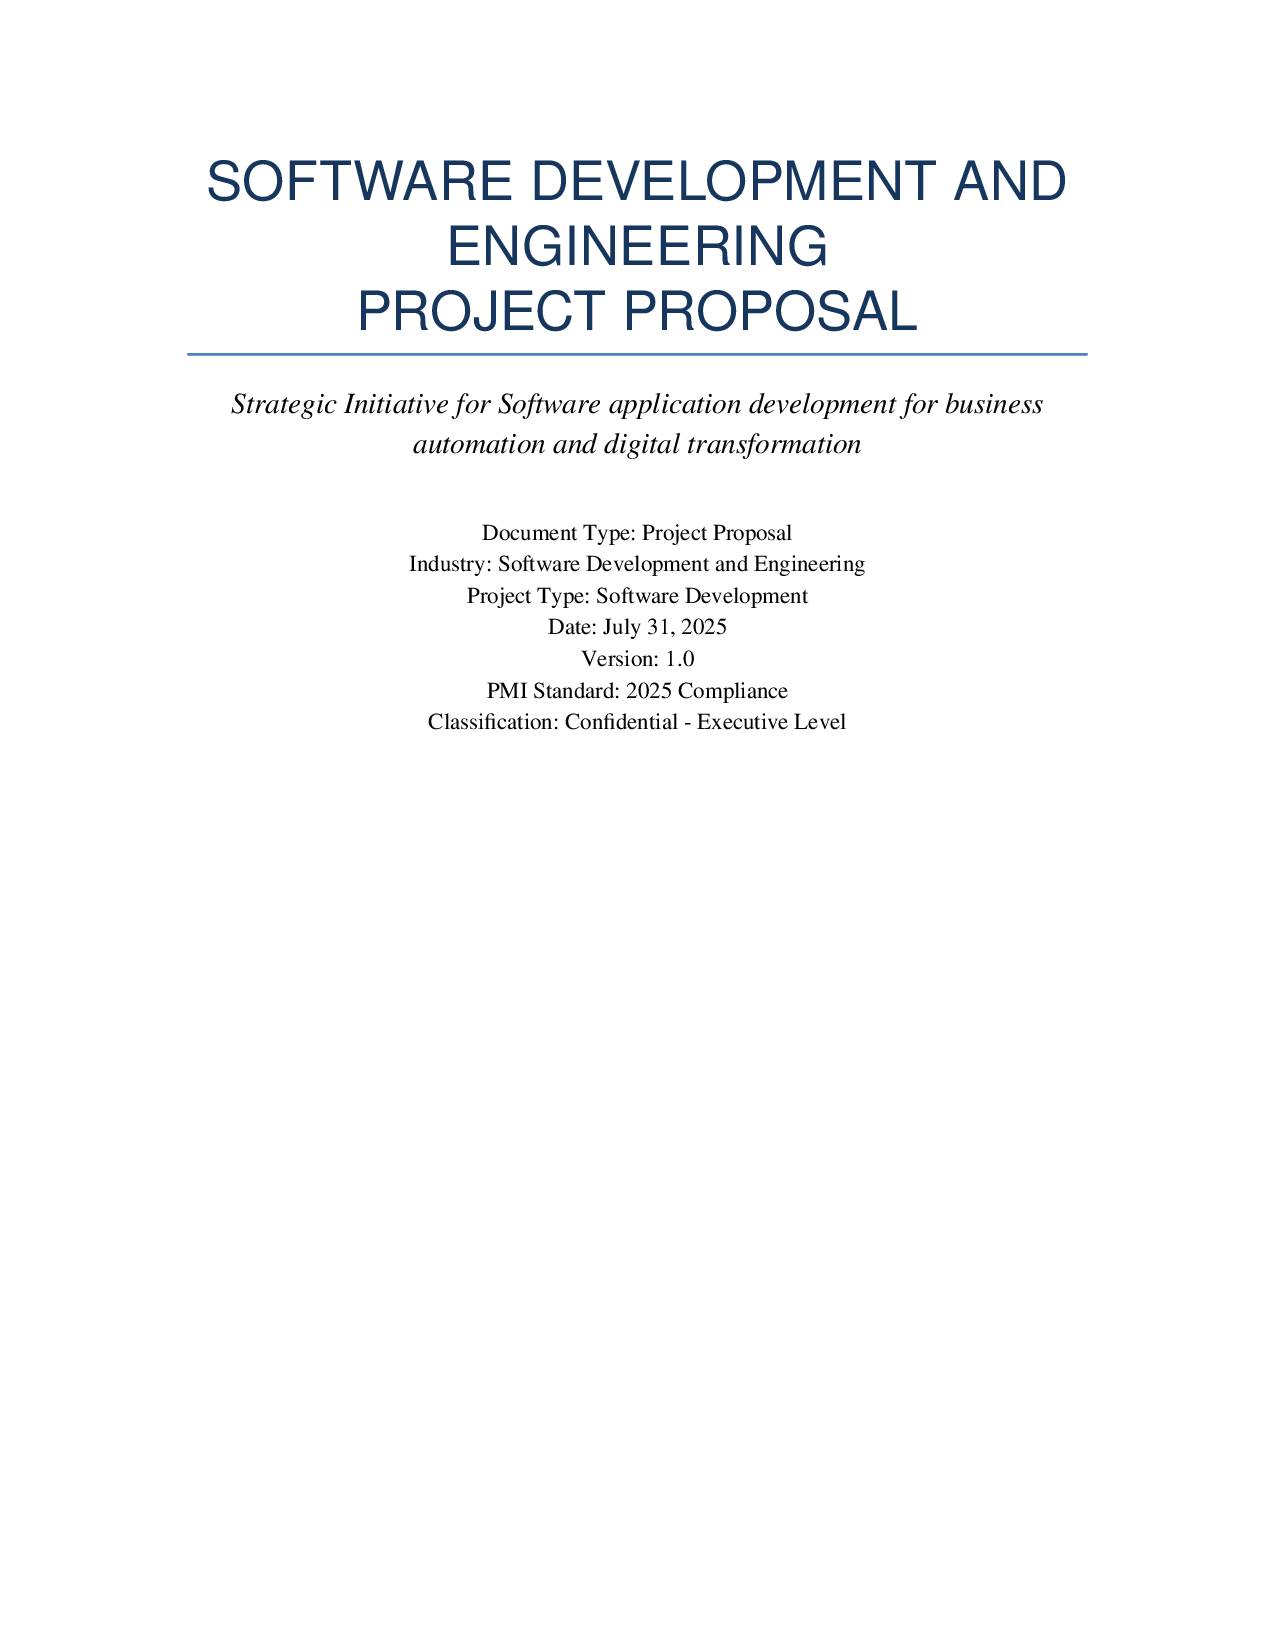 SOFTWARE DEVELOPMENT AND
ENGINEERING
PROJECT PROPOSAL
Strategic Initiative for Software application development for business
automation and digital transformation
Document Type: Project Proposal
Industry: Software Development and Engineering
Project Type: Software Development
Date: July 31, 2025
Version: 1.0
PMI Standard: 2025 Compliance
Classification: Confidential - Executive Level